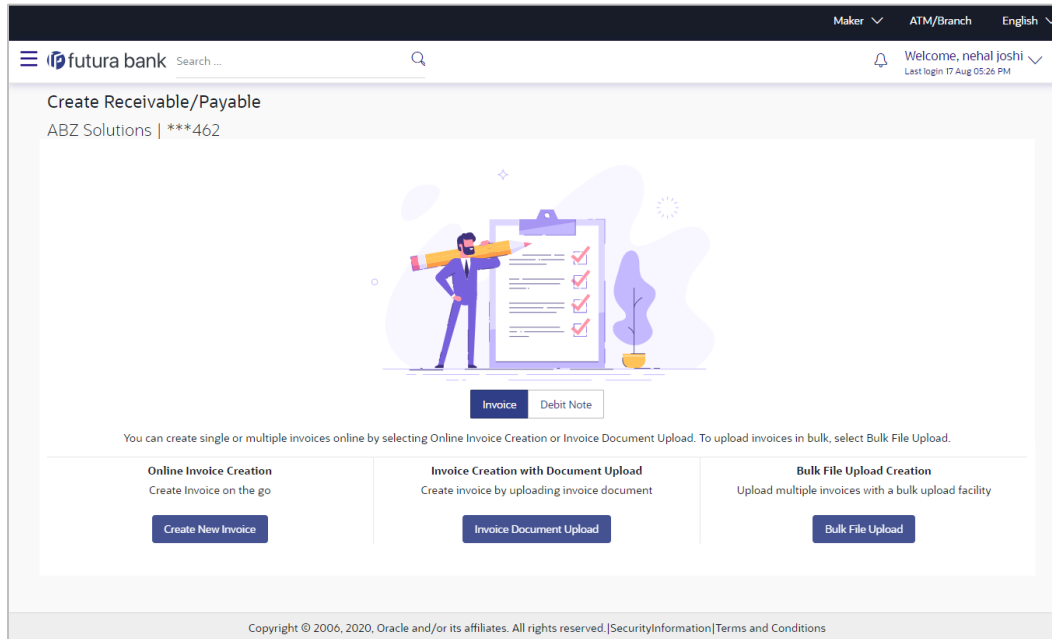 Maker ATM/Branch English
futura bank Search ... Welcome, nehal joshi
Last login 17 Aug 05:26 PM
Create Receivable/Payable
ABZ Solutions | ***462
Invoice Debit Note
You can create single or multiple invoices online by selecting Online Invoice Creation or Invoice Document Upload. To upload invoices in bulk, select Bulk File Upload.
Online Invoice Creation Invoice Creation with Document Upload Bulk File Upload Creation
Create Invoice on the go Create invoice by uploading invoice document Upload multiple invoices with a bulk upload facility
Create New Invoice Invoice Document Upload Bulk File Upload
Copyright © 2006, 2020, Oracle and/or its affiliates. All rights reserved.|SecurityInformation|Terms and Conditions